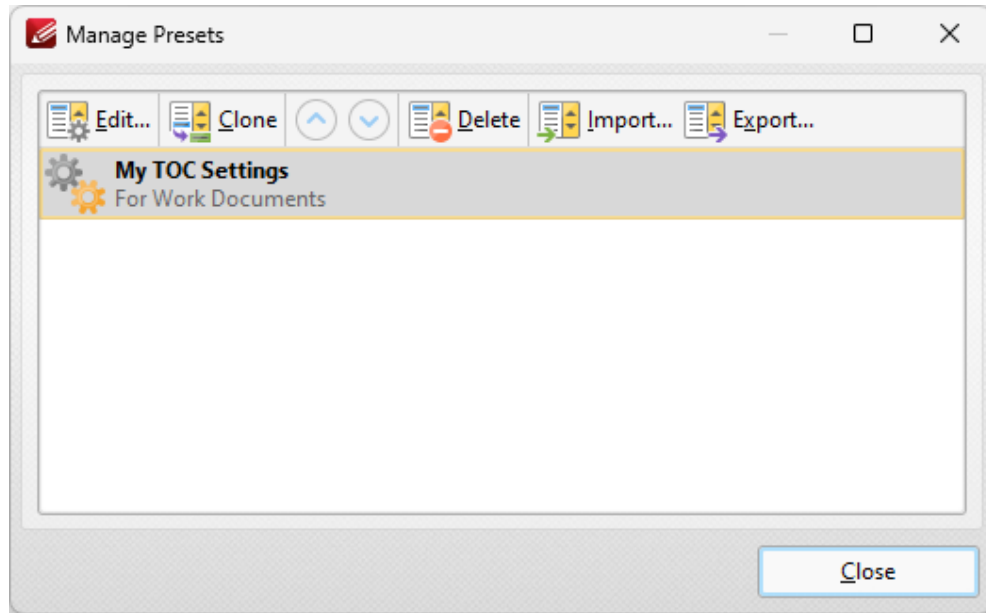 Manage Presets
Edit... Clone Delete Import... Export...
My TOC Settings
For Work Documents
Close